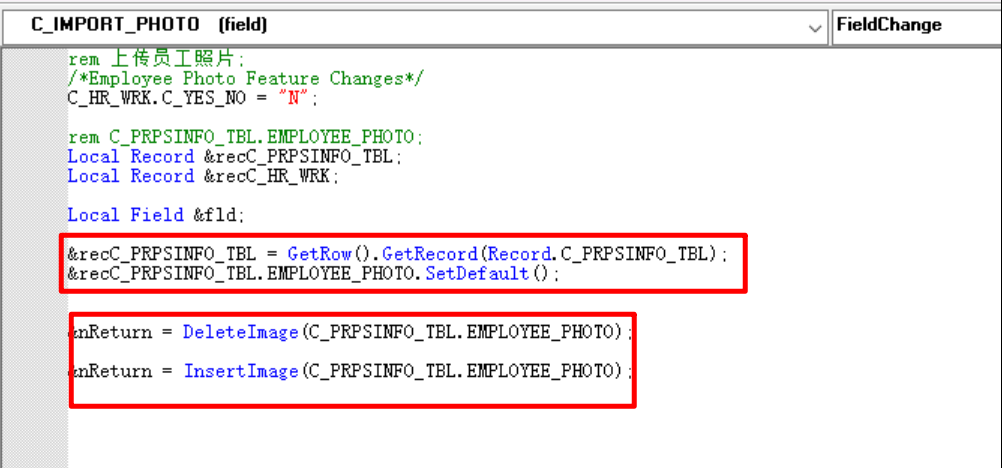 C_IMPORT_PHOTO (field) FieldChange
rem 上传员工照片;
/*Employee Photo Feature Changes*/
C_HR_WRK.C_YES_NO = "N";
rem C_PRPSINFO_TBL.EMPLOYEE_PHOTO;
Local Record &recC_PRPSINFO_TBL;
Local Record &recC_HR_WRK;
Local Field &fld;
&recC_PRPSINFO_TBL = GetRow().GetRecord(Record.C_PRPSINFO_TBL);
&recC_PRPSINFO_TBL.EMPLOYEE_PHOTO.SetDefault();
&nReturn = DeleteImage(C_PRPSINFO_TBL.EMPLOYEE_PHOTO);
&nReturn = InsertImage(C_PRPSINFO_TBL.EMPLOYEE_PHOTO);